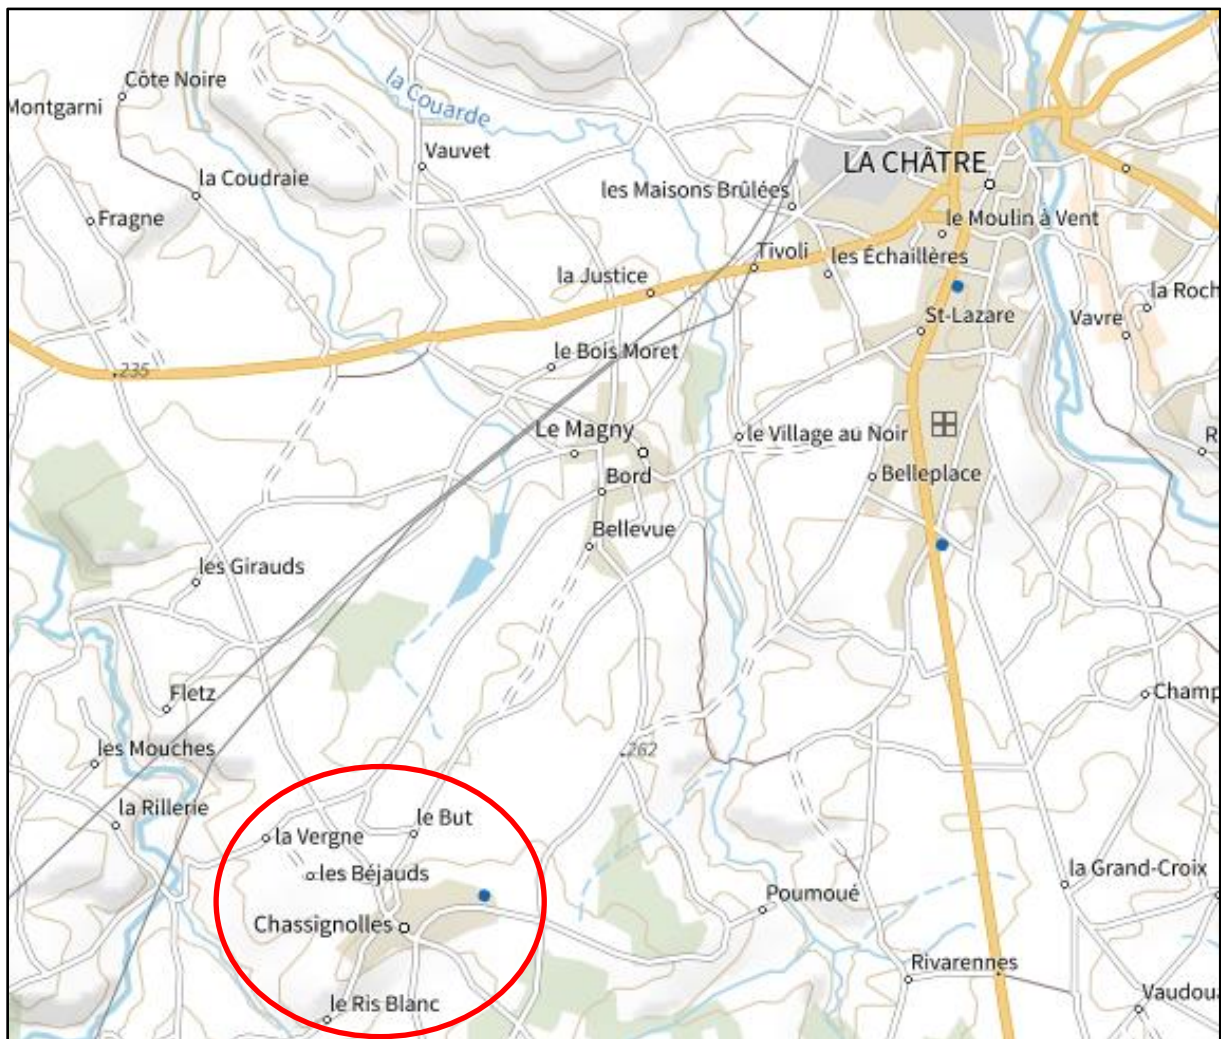 Côte Noire
Montgarni
la Couarde
Vauvet
LA CHÂTRE
la Coudraie
les Maisons Brûlées
Fragne
le Moulin à Vent
Tivoli
les Échaillères
la Justice
la Roch
St-Lazare
Vavre
le Bois Moret
235
Le Magny
le Village au Noir
R
Bord
Belleplace
Bellevue
les Girauds
Fletz
Champ
les Mouches
262
la Rillerie
le But
la Vergne
les Béjauds
la Grand-Croix
Poumoué
Chassignolles
Rivarennes
le Ris Blanc
Vaudoua